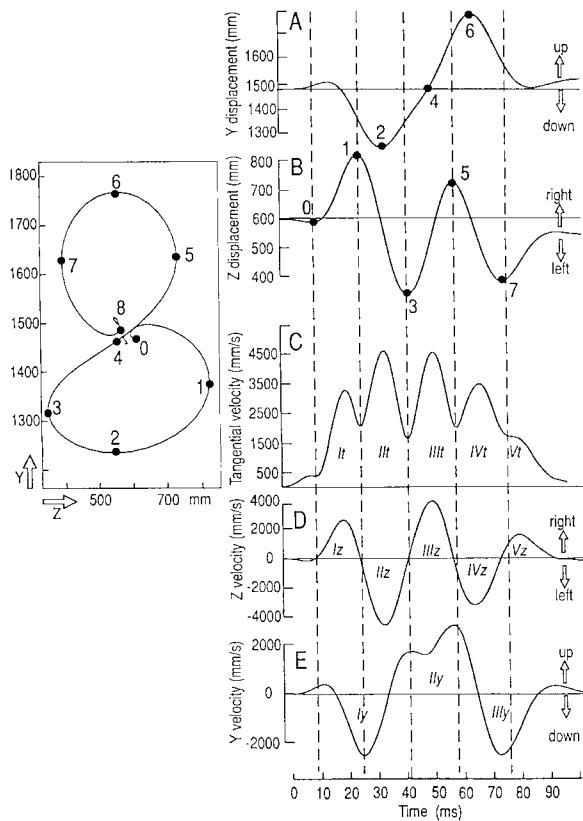 A
Y displacement (mm)
1600
1500
1400
1300
6
4
2
up
down
B
Z displacement (mm)
800
700
600
400
0
1
3
5
7
right
left
1800
1750
1600
1500
1400
1300
1200
6
7
5
8
4
0
3
1
2
Y
Z
500
700
mm
C
Tangential velocity (mm/s)
4500
3500
2500
1500
500
It
IIt
IIIt
IVt
Vt
D
Z velocity (mm/s)
4000
2000
0
-2000
-4000
Iz
IIz
IIIz
IVz
Vz
right
left
E
Y velocity (mm/s)
2000
0
-2000
Iy
IIy
IIIy
up
down
0 10 20 30 40 50 60 70 80 90 100
Time (ms)